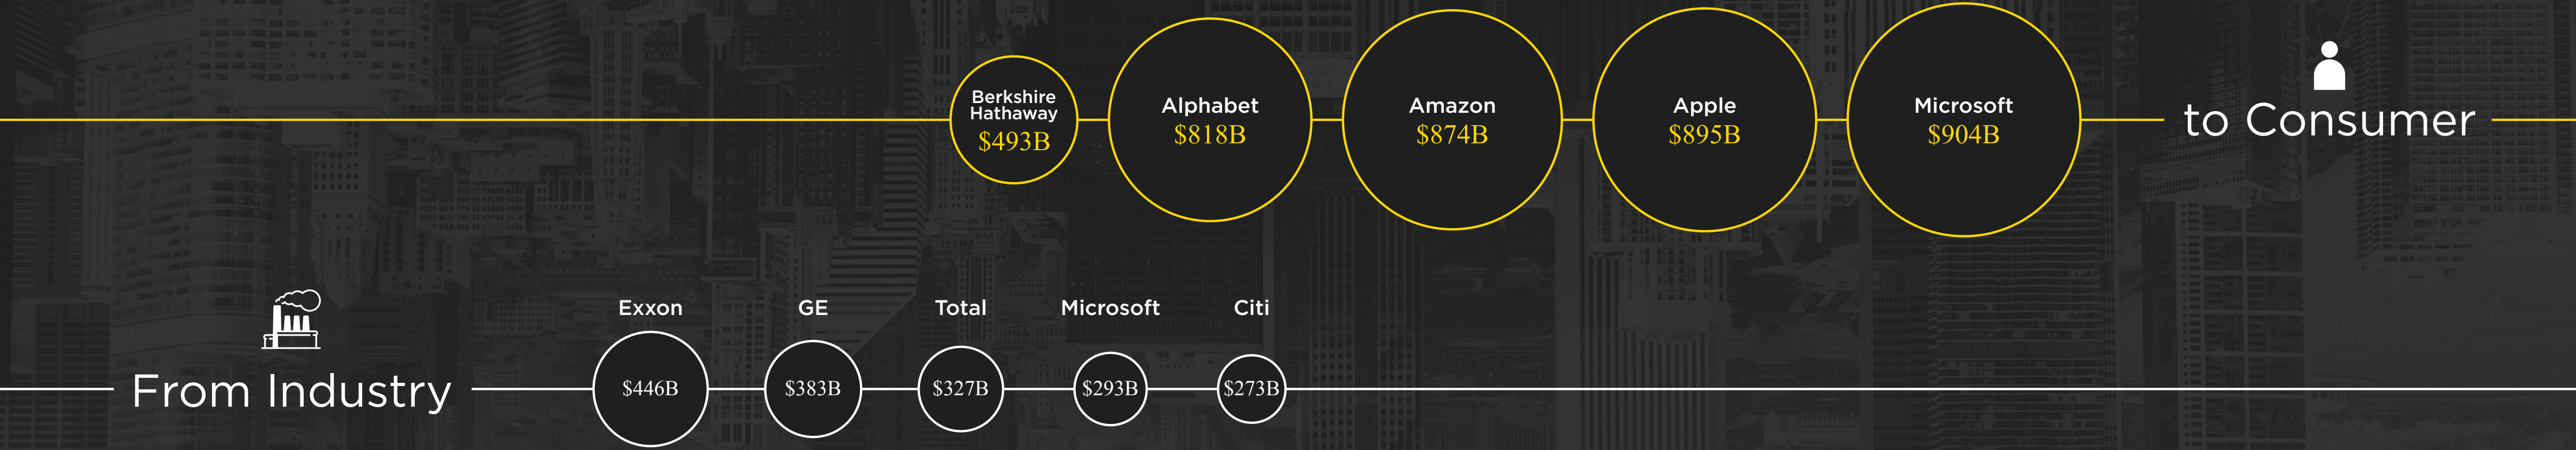 Berkshire
Hathaway
$493B
Alphabet
$818B
Amazon
$874B
Apple
$895B
Microsoft
$904B
to Consumer
From Industry
Exxon
$446B
GE
$383B
Total
$327B
Microsoft
$293B
Citi
$273B